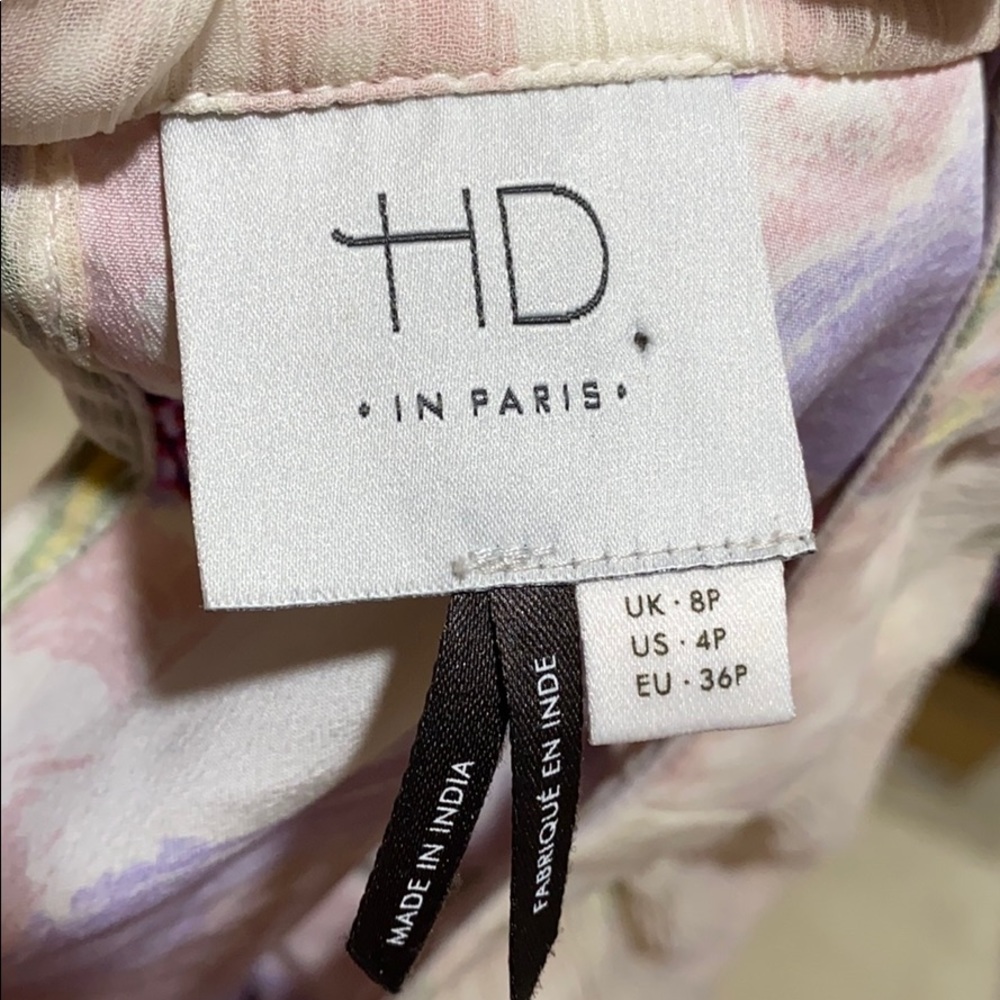 HD.
• IN PARIS •
UK · 8P
US · 4P
EU · 36P
MADE IN INDIA
FABRIQUÉ EN INDE